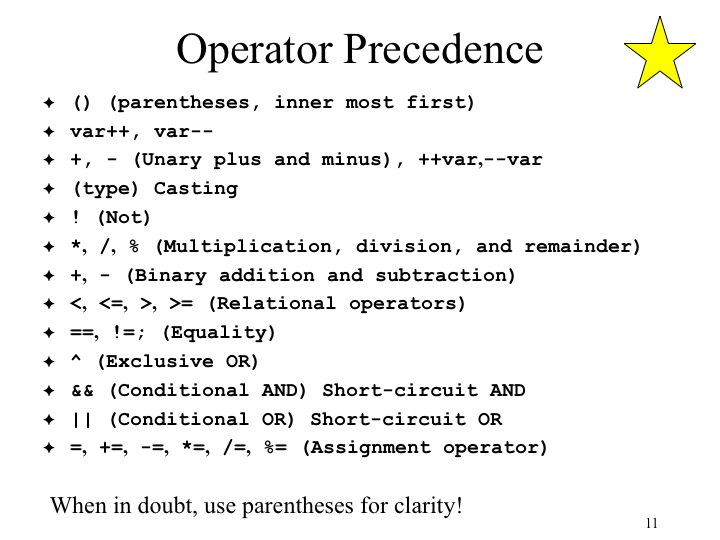 Operator Precedence
✦ () (parentheses, inner most first)
✦ var++, var--
✦ +, - (Unary plus and minus), ++var,--var
✦ (type) Casting
✦ ! (Not)
✦ *, /, % (Multiplication, division, and remainder)
✦ +, - (Binary addition and subtraction)
✦ <, <=, >, >= (Relational operators)
✦ ==, !=; (Equality)
✦ ^ (Exclusive OR)
✦ && (Conditional AND) Short-circuit AND
✦ || (Conditional OR) Short-circuit OR
✦ =, +=, -=, *=, /=, %= (Assignment operator)
When in doubt, use parentheses for clarity!
11